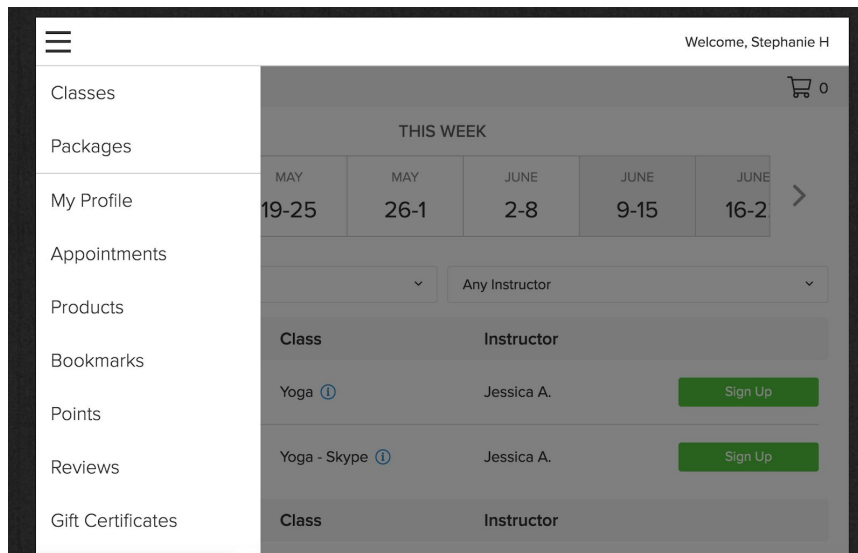 Welcome, Stephanie H
Classes
0
Packages
THIS WEEK
MAY MAY JUNE JUNE JUNE
19-25 26-1 2-8 9-15 16-2
My Profile
Appointments
Any Instructor
Products
Class Instructor
Bookmarks
Yoga Jessica A. Sign Up
Points
Yoga - Skype Jessica A. Sign Up
Reviews
Gift Certificates
Class Instructor